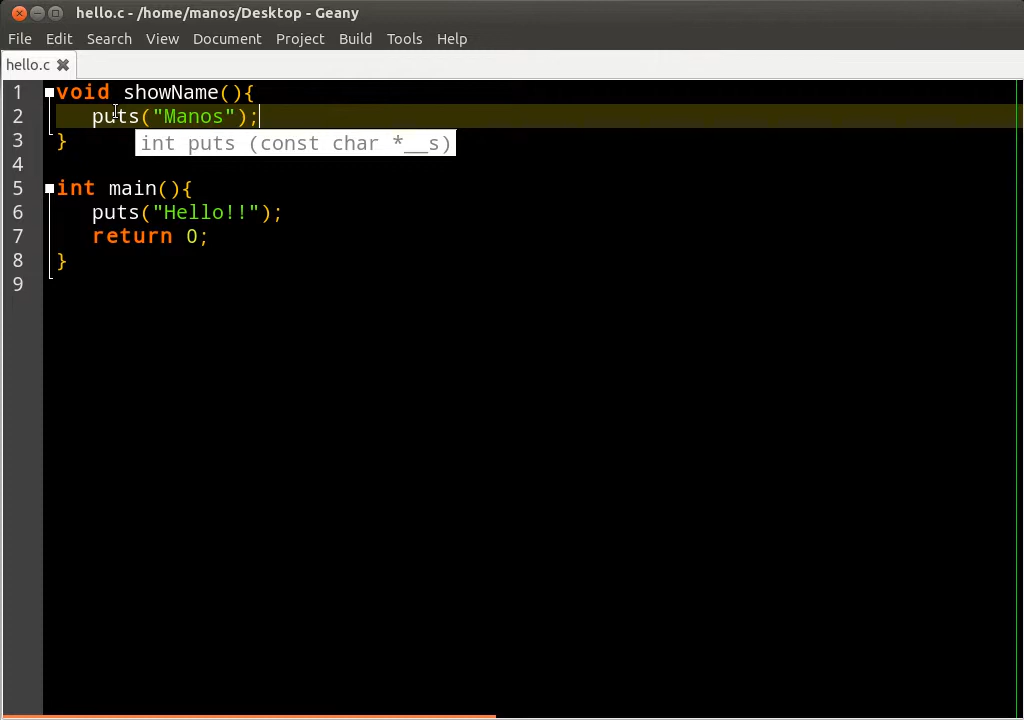 hello.c - /home/manos/Desktop - Geany
File Edit Search View Document Project Build Tools Help
hello.c
1 void showName(){
2 puts("Manos");
3 }
int puts (const char *__s)
4
5 int main(){
6 puts("Hello!!");
7 return 0;
8 }
9